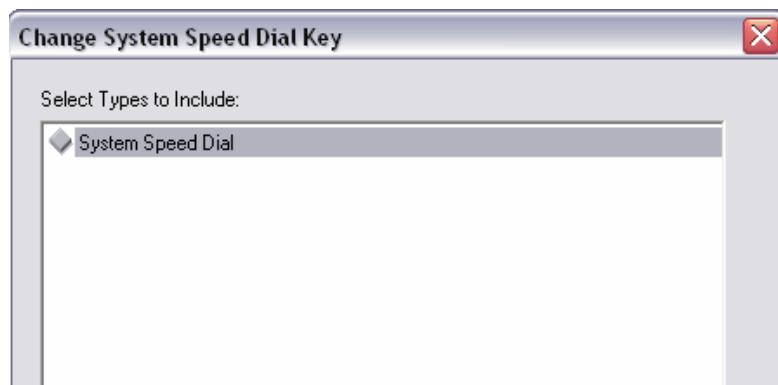 Change System Speed Dial Key
Select Types to Include:
System Speed Dial